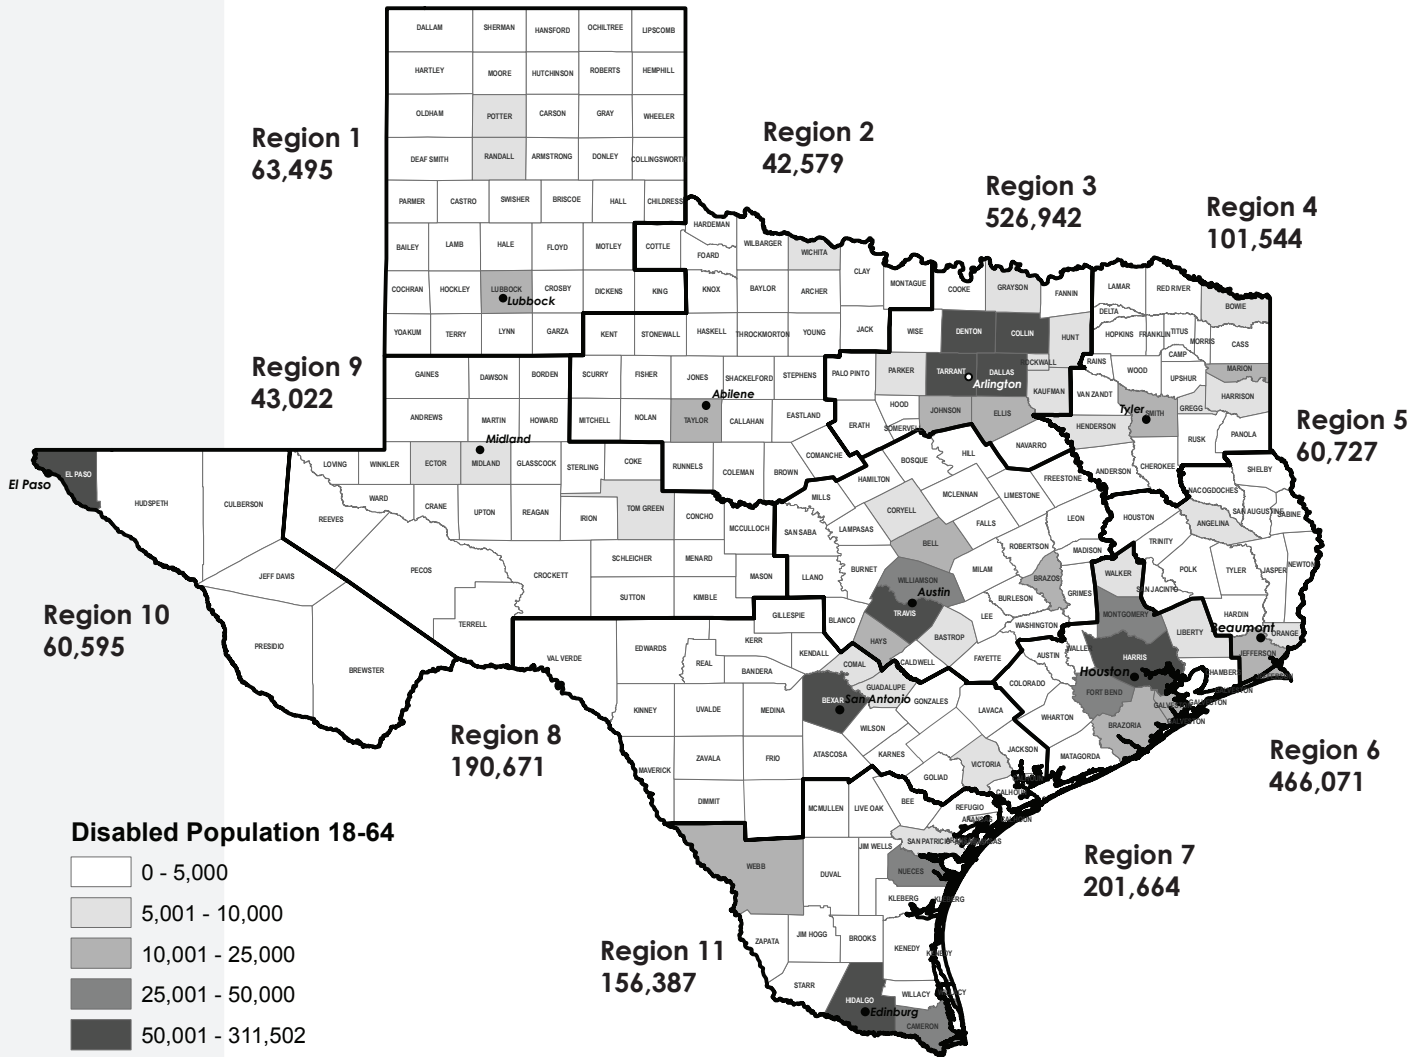 DALLAM
SHERMAN
HANSFORD
OCHILTREE
LIPSCOMB
HARTLEY
MOORE
HUTCHINSON
ROBERTS
HEMPHILL
OLDHAM
POTTER
CARSON
GRAY
WHEELER
DEAF SMITH
RANDALL
ARMSTRONG
DONLEY
COLLINGSWORTH
PARMER
CASTRO
SWISHER
BRISCOE
HALL
CHILDRESS
BAILEY
LAMB
HALE
FLOYD
MOTLEY
COTTLE
COCHRAN
HOCKLEY
LUBBOCK
Lubbock
CROSBY
DICKENS
KING
YOAKUM
TERRY
LYNN
GARZA
KENT
STONEWALL
HASKELL
THROCKMORTON
YOUNG
JACK
HARDEMAN
FOARD
WILBARGER
WICHITA
KNOX
BAYLOR
ARCHER
CLAY
MONTAGUE
COOKE
GRAYSON
FANNIN
LAMAR
RED RIVER
BOWIE
DELTA
HOPKINS
FRANKLIN
TITUS
MORRIS
CASS
CAMP
WISE
DENTON
COLLIN
HUNT
ROCKWALL
RAINS
WOOD
UPSHUR
MARION
HARRISON
GREGG
Region 1
63,495
Region 2
42,579
Region 3
526,942
Region 4
101,544
Region 9
43,022
Region 5
60,727
GAINES
DAWSON
BORDEN
SCURRY
FISHER
JONES
SHACKELFORD
STEPHENS
PALO PINTO
PARKER
TARRANT
DALLAS
Arlington
KAUFMAN
VAN ZANDT
Tyler
SMITH
ANDREWS
MARTIN
HOWARD
MITCHELL
NOLAN
TAYLOR
Abilene
CALLAHAN
EASTLAND
ERATH
HOOD
SOMERVELL
JOHNSON
ELLIS
NAVARRO
HENDERSON
RUSK
PANOLA
El Paso
EL PASO
HUDSPETH
CULBERSON
LOVING
WINKLER
ECTOR
MIDLAND
Midland
GLASSCOCK
STERLING
COKE
RUNNELS
COLEMAN
BROWN
COMANCHE
HAMILTON
BOSQUE
HILL
FREESTONE
ANDERSON
CHEROKEE
SHELBY
NACOGDOCHES
SAN AUGUSTINE
SABINE
REEVES
WARD
CRANE
UPTON
REAGAN
IRION
TOM GREEN
CONCHO
MCCULLOCH
SAN SABA
MILLS
LAMPASAS
CORYELL
MCLENNAN
LIMESTONE
FALLS
LEON
HOUSTON
ANGELINA
TRINITY
JEFF DAVIS
PECOS
CROCKETT
SCHLEICHER
MENARD
MASON
LLANO
BURNET
BELL
MILAM
ROBERTSON
MADISON
WALKER
POLK
TYLER
JASPER
NEWTON
SUTTON
KIMBLE
WILLIAMSON
Austin
TRAVIS
BRAZOS
BURLESON
GRIMES
SAN JACINTO
MONTGOMERY
LIBERTY
HARDIN
Beaumont
ORANGE
JEFFERSON
PRESIDIO
BREWSTER
TERRELL
VAL VERDE
EDWARDS
REAL
KERR
GILLESPIE
KENDALL
BANDERA
BLANCO
HAYS
COMAL
CALDWELL
BASTROP
LEE
FAYETTE
WASHINGTON
AUSTIN
WALLER
HARRIS
Houston
FORT BEND
BRAZORIA
Region 10
60,595
Region 8
190,671
Region 6
466,071
Region 7
201,664
Region 11
156,387
KINNEY
UVALDE
MEDINA
BEXAR
San Antonio
GUADALUPE
GONZALES
WILSON
LAVACA
COLORADO
WHARTON
MATAGORDA
JACKSON
VICTORIA
MAVERICK
ZAVALA
FRIO
ATASCOSA
KARNES
GOLIAD
DIMMIT
MCMULLEN
LIVE OAK
BEE
REFUGIO
JIM WELLS
WEBB
DUVAL
NUECES
KLEBERG
ZAPATA
JIM HOGG
BROOKS
KENEDY
STARR
HIDALGO
Edinburg
WILLACY
CAMERON
Disabled Population 18-64
0 - 5,000
5,001 - 10,000
10,001 - 25,000
25,001 - 50,000
50,001 - 311,502